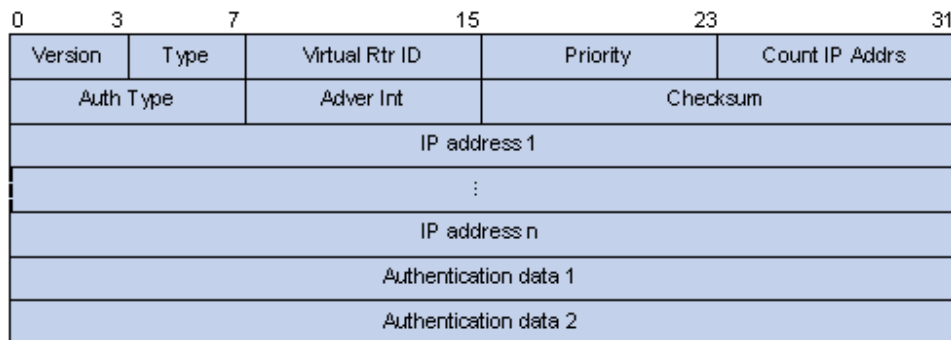 0 3 7 15 23 31
Version Type Virtual Rtr ID Priority Count IP Addrs
Auth Type Adver Int Checksum
IP address 1
⋮
IP address n
Authentication data 1
Authentication data 2